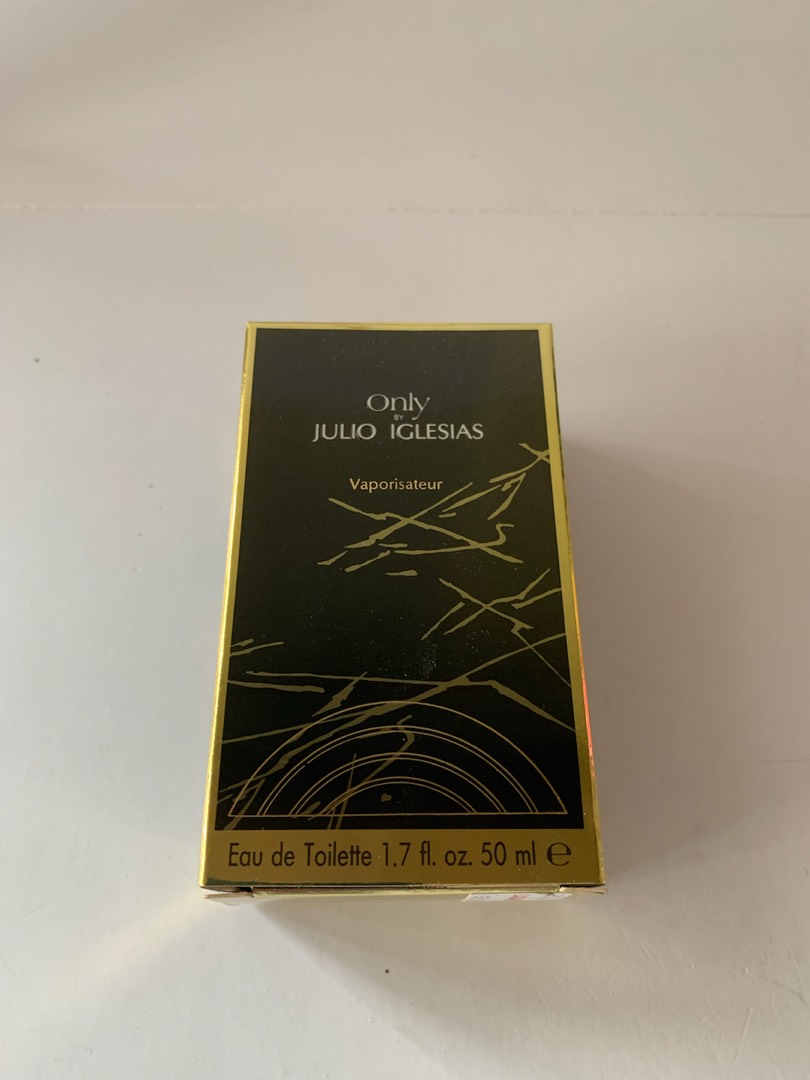 Only
BY
JULIO IGLESIAS
Vaporisateur
Eau de Toilette 1.7 fl. oz. 50 ml ℮